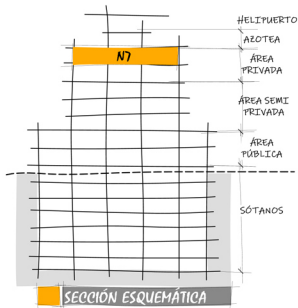 HELIPUERTO
AZOTEA
N7
ÁREA
PRIVADA
ÁREA SEMI
PRIVADA
ÁREA
PÚBLICA
SÓTANOS
SECCIÓN ESQUEMÁTICA